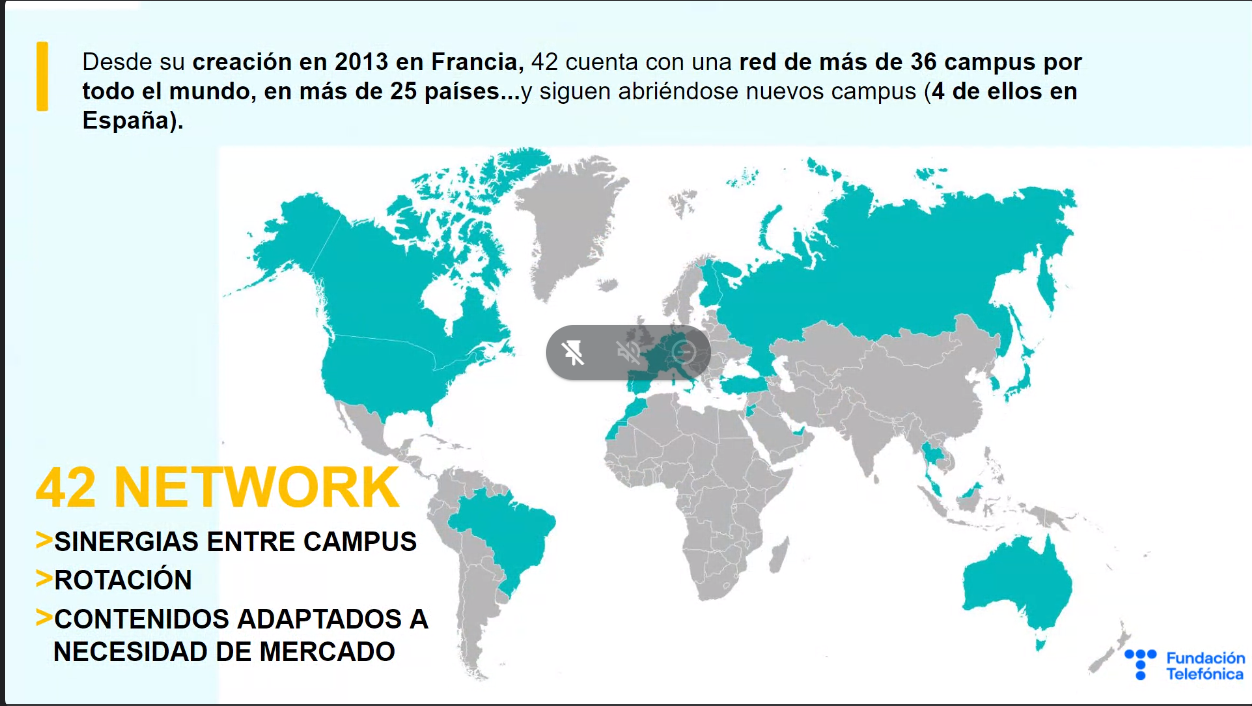 Desde su creación en 2013 en Francia, 42 cuenta con una red de más de 36 campus por
todo el mundo, en más de 25 países...y siguen abriéndose nuevos campus (4 de ellos en
España).
42 NETWORK
>SINERGIAS ENTRE CAMPUS
>ROTACIÓN
>CONTENIDOS ADAPTADOS A
NECESIDAD DE MERCADO
Fundación
Telefónica